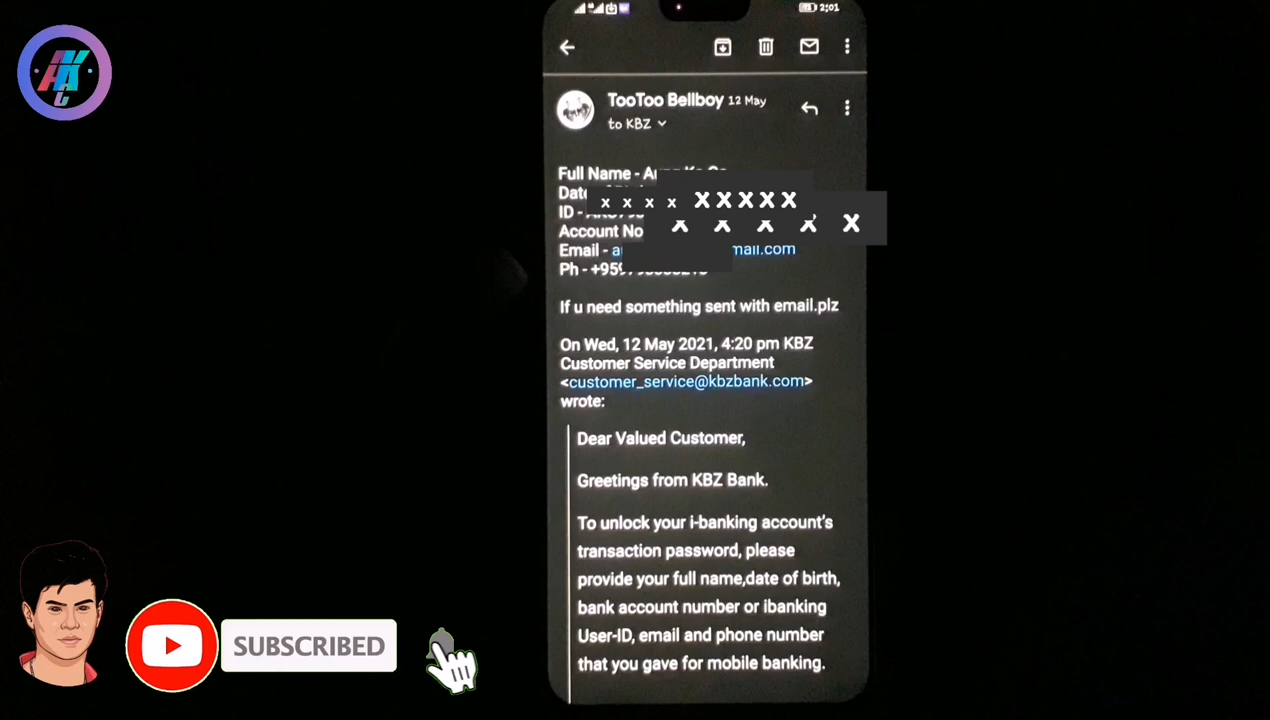 2:01
TooToo Bellboy 12 May
to KBZ
Full Name -
ID -
x x x x xxxxx
Account No
x
Email - mail.com
Ph - +959
If u need something sent with email.plz
On Wed, 12 May 2021, 4:20 pm KBZ
Customer Service Department
<customer_service@kbzbank.com>
wrote:
Dear Valued Customer,
Greetings from KBZ Bank.
To unlock your i-banking account's
transaction password, please
provide your full name,date of birth,
bank account number or ibanking
User-ID, email and phone number
that you gave for mobile banking.
SUBSCRIBED